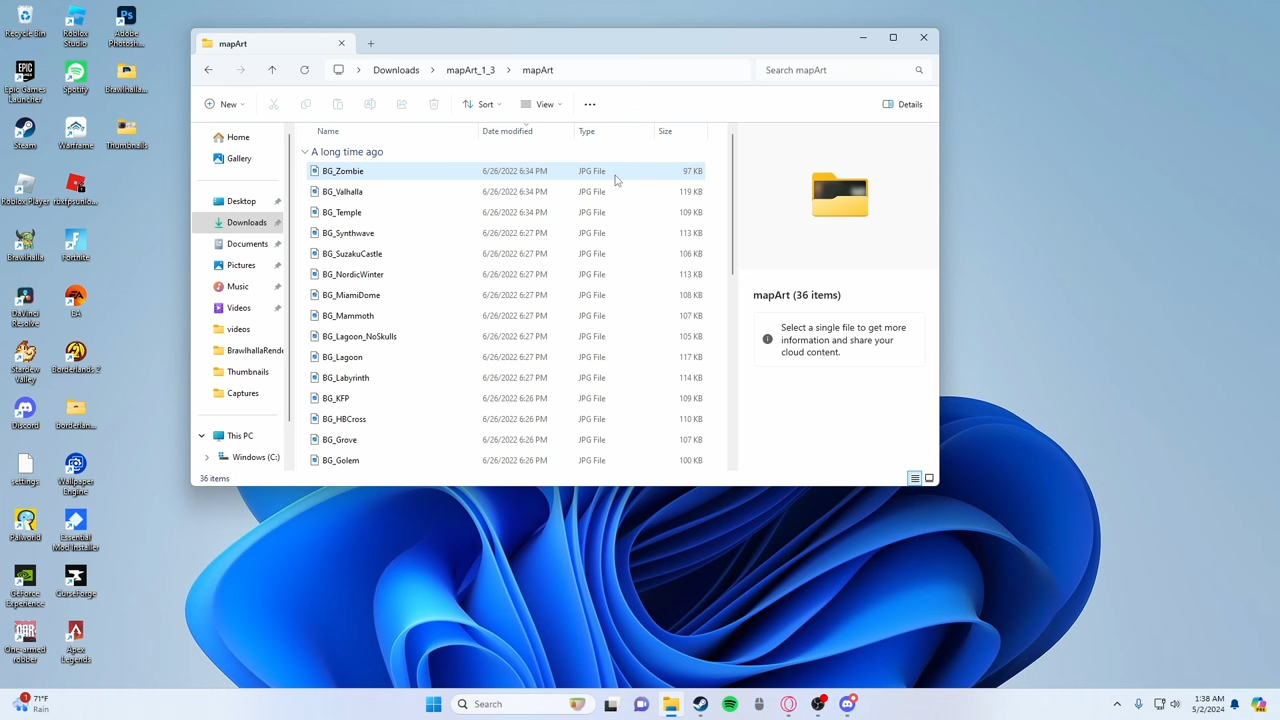 Recycle Bin
Roblox Studio
Adobe Photosh...
Epic Games Launcher
Spotify
Brawlhalla...
Steam
Warframe
Thumbnails
Roblox Player
rbxfpsunlo...
Brawlhalla
Fortnite
DaVinci Resolve
EA
Stardew Valley
Borderlands 2
Discord
borderlan...
settings
Wallpaper Engine
Palworld
Essential Mod Installer
GeForce Experience
CurseForge
One-armed robber
Apex Legends
mapArt
Downloads
mapArt_1_3
mapArt
Search mapArt
New
Sort
View
Details
Home
Gallery
Desktop
Downloads
Documents
Pictures
Music
Videos
videos
BrawlhallaRende
Thumbnails
Captures
This PC
Windows (C:)
Name Date modified Type Size
A long time ago
BG_Zombie 6/26/2022 6:34 PM JPG File 97 KB
BG_Valhalla 6/26/2022 6:34 PM JPG File 119 KB
BG_Temple 6/26/2022 6:34 PM JPG File 109 KB
BG_Synthwave 6/26/2022 6:27 PM JPG File 113 KB
BG_SuzakuCastle 6/26/2022 6:27 PM JPG File 106 KB
BG_NordicWinter 6/26/2022 6:27 PM JPG File 113 KB
BG_MiamiDome 6/26/2022 6:27 PM JPG File 108 KB
BG_Mammoth 6/26/2022 6:27 PM JPG File 107 KB
BG_Lagoon_NoSkulls 6/26/2022 6:27 PM JPG File 105 KB
BG_Lagoon 6/26/2022 6:27 PM JPG File 117 KB
BG_Labyrinth 6/26/2022 6:27 PM JPG File 114 KB
BG_KFP 6/26/2022 6:26 PM JPG File 109 KB
BG_HBCross 6/26/2022 6:26 PM JPG File 110 KB
BG_Grove 6/26/2022 6:26 PM JPG File 107 KB
BG_Golem 6/26/2022 6:26 PM JPG File 100 KB
mapArt (36 items)
Select a single file to get more
information and share your
cloud content.
36 items
1
71°F
Rain
Search
1:38 AM
5/2/2024